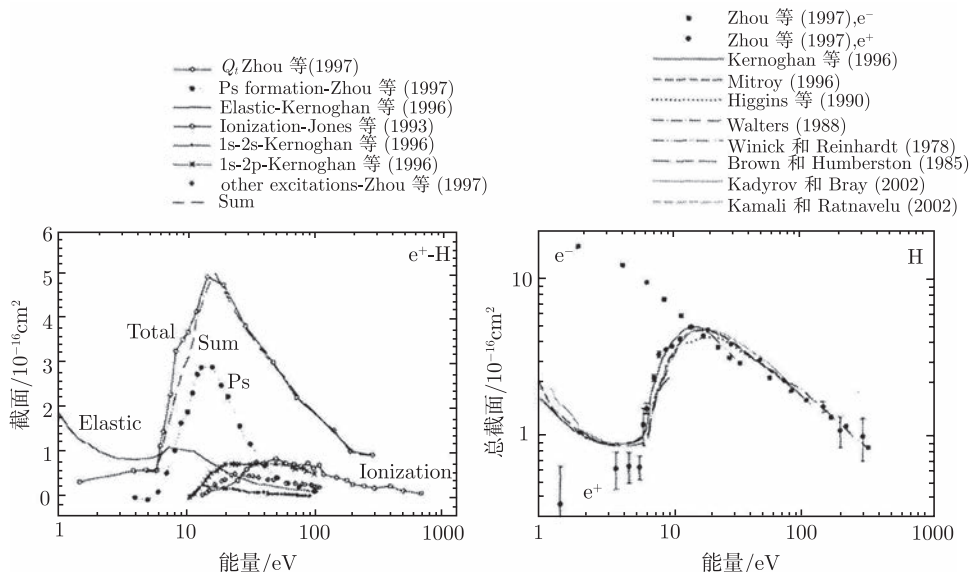 Q_t Zhou 等(1997)
Ps formation-Zhou 等 (1997)
Elastic-Kernoghan 等 (1996)
Ionization-Jones 等 (1993)
1s-2s-Kernoghan 等 (1996)
1s-2p-Kernoghan 等 (1996)
other excitations-Zhou 等 (1997)
Sum
6
5
4
3
2
1
0
截面/10⁻¹⁶cm²
e⁺-H
Total
Sum
Ps
Elastic
Ionization
1
10
100
1000
能量/eV
Zhou 等 (1997),e⁻
Zhou 等 (1997),e⁺
Kernoghan 等 (1996)
Mitroy (1996)
Higgins 等 (1990)
Walters (1988)
Winick 和 Reinhardt (1978)
Brown 和 Humberston (1985)
Kadyrov 和 Bray (2002)
Kamali 和 Ratnavelu (2002)
10
1
总截面/10⁻¹⁶cm²
e⁻
H
e⁺
1
10
100
1000
能量/eV